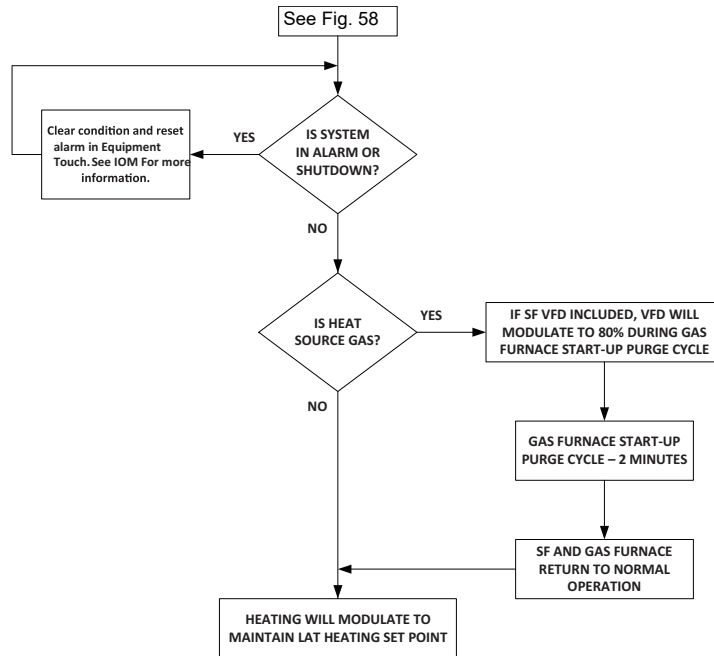 See Fig. 58
Clear condition and reset
alarm in Equipment
Touch. See IOM For more
information.
YES
IS SYSTEM
IN ALARM OR
SHUTDOWN?
NO
IS HEAT
SOURCE GAS?
YES
IF SF VFD INCLUDED, VFD WILL
MODULATE TO 80% DURING GAS
FURNACE START-UP PURGE CYCLE
NO
GAS FURNACE START-UP
PURGE CYCLE – 2 MINUTES
SF AND GAS FURNACE
RETURN TO NORMAL
OPERATION
HEATING WILL MODULATE TO
MAINTAIN LAT HEATING SET POINT